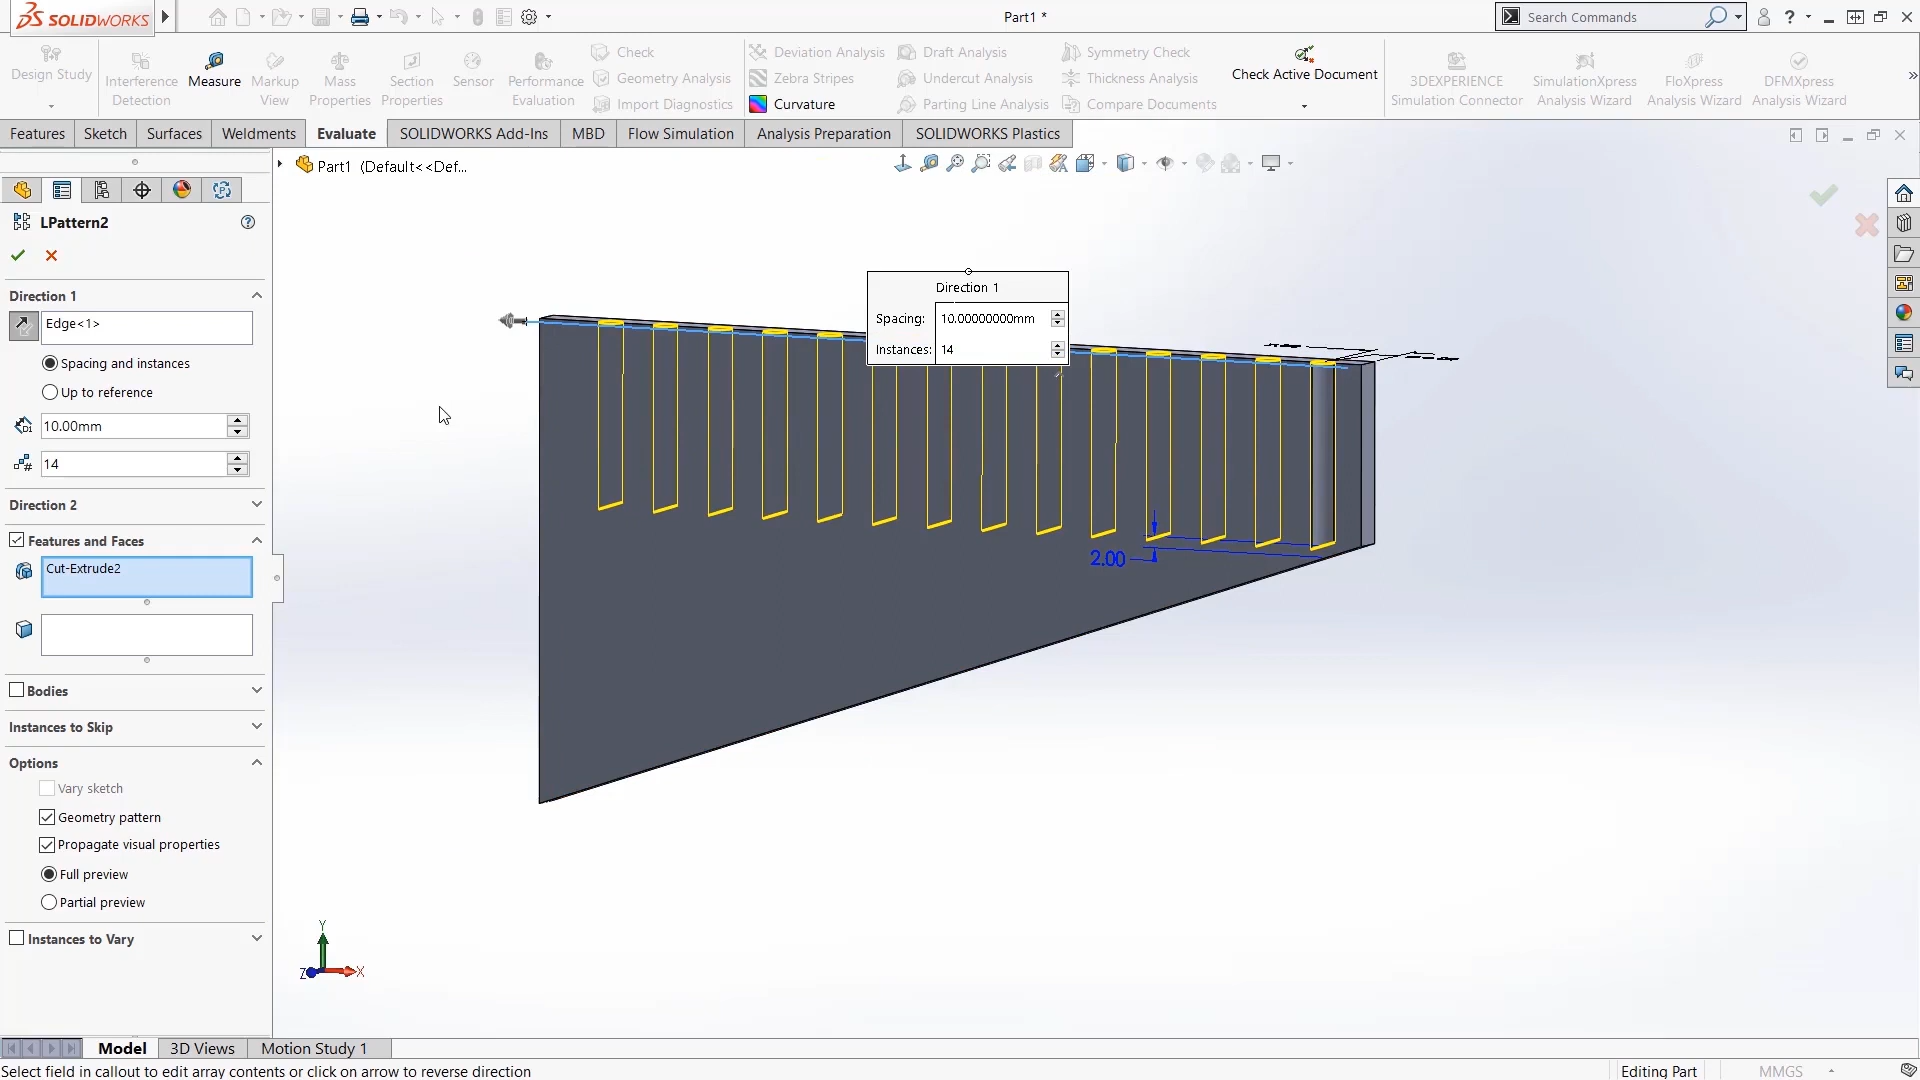 SOLIDWORKS
Part1 *
Search Commands
Design Study
Interference Detection
Measure
Markup View
Mass Properties
Section Properties
Sensor
Performance Evaluation
Check
Geometry Analysis
Import Diagnostics
Deviation Analysis
Zebra Stripes
Curvature
Draft Analysis
Undercut Analysis
Parting Line Analysis
Symmetry Check
Thickness Analysis
Compare Documents
Check Active Document
3DEXPERIENCE Simulation Connector
SimulationXpress Analysis Wizard
FloXpress Analysis Wizard
DFMXpress Analysis Wizard
Features
Sketch
Surfaces
Weldments
Evaluate
SOLIDWORKS Add-Ins
MBD
Flow Simulation
Analysis Preparation
SOLIDWORKS Plastics
Part1 (Default<<Def...
LPattern2
Direction 1
Edge<1>
Spacing and instances
Up to reference
10.00mm
14
Direction 2
Features and Faces
Cut-Extrude2
Bodies
Instances to Skip
Options
Vary sketch
Geometry pattern
Propagate visual properties
Full preview
Partial preview
Instances to Vary
Direction 1
Spacing: 10.00000000mm
Instances: 14
2.00
Y
Z
X
Model
3D Views
Motion Study 1
Select field in callout to edit array contents or click on arrow to reverse direction
Editing Part
MMGS